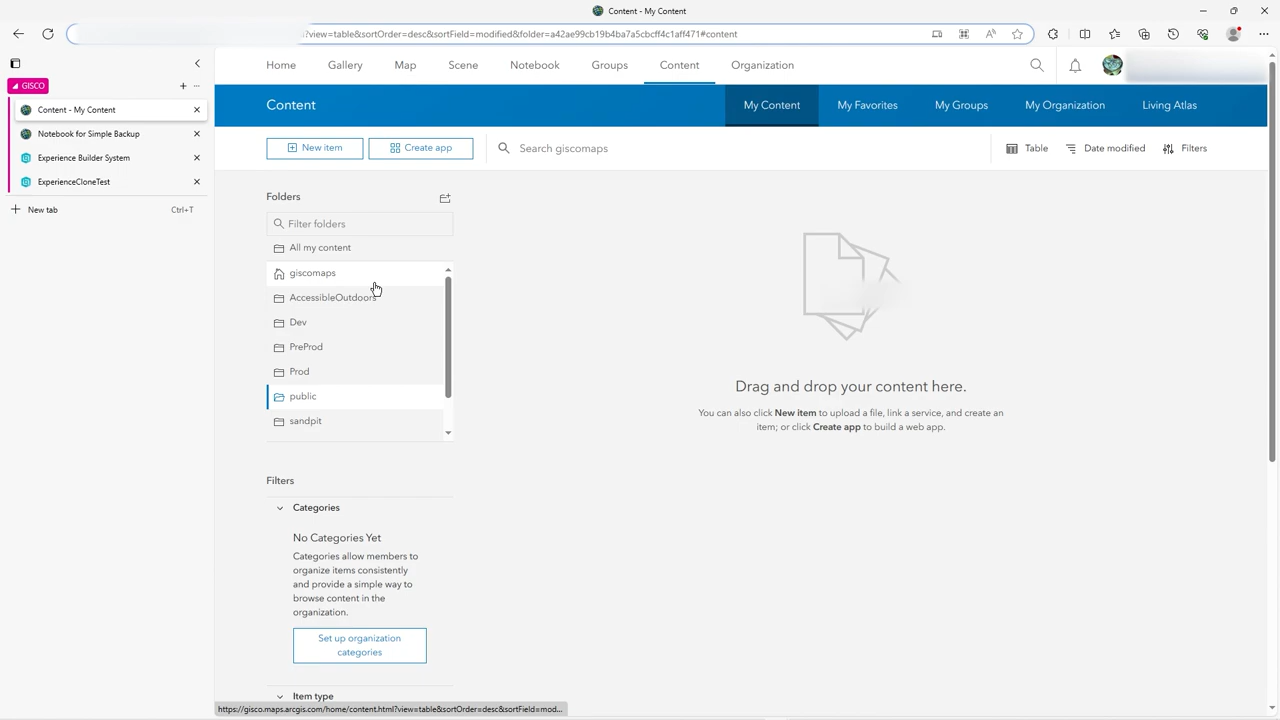 Content - My Content
!?view=table&sortOrder=desc&sortField=modified&folder=a42ae99cb19b4ba7a5cbcff4c1aff471#content
GISCO
Content - My Content
Notebook for Simple Backup
Experience Builder System
ExperienceCloneTest
New tab
Ctrl+T
Home
Gallery
Map
Scene
Notebook
Groups
Content
Organization
Content
My Content
My Favorites
My Groups
My Organization
Living Atlas
New item
Create app
Search giscomaps
Table
Date modified
Filters
Folders
Filter folders
All my content
giscomaps
AccessibleOutdoors
Dev
PreProd
Prod
public
sandpit
Filters
Categories
No Categories Yet
Categories allow members to
organize items consistently
and provide a simple way to
browse content in the
organization.
Set up organization
categories
Item type
Drag and drop your content here.
You can also click New item to upload a file, link a service, and create an
item; or click Create app to build a web app.
https://gisco.maps.arcgis.com/home/content.html?view=table&sortOrder=desc&sortField=mod...